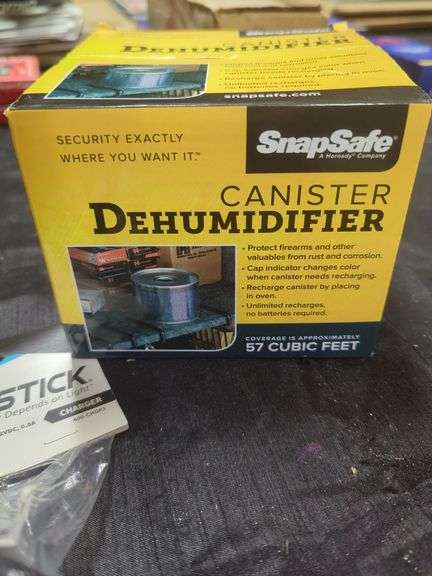 DEHUMIDIFIER
snapsafe.com
SECURITY EXACTLY
WHERE YOU WANT IT.™
SnapSafe®
A Hornady® Company
CANISTER
DEHUMIDIFIER
• Protect firearms and other
valuables from rust and corrosion.
• Cap indicator changes color
when canister needs recharging.
• Recharge canister by placing
in oven.
• Unlimited recharges,
no batteries required.
COVERAGE IS APPROXIMATELY
57 CUBIC FEET
STICK™
Depends on Light™
CHARGER